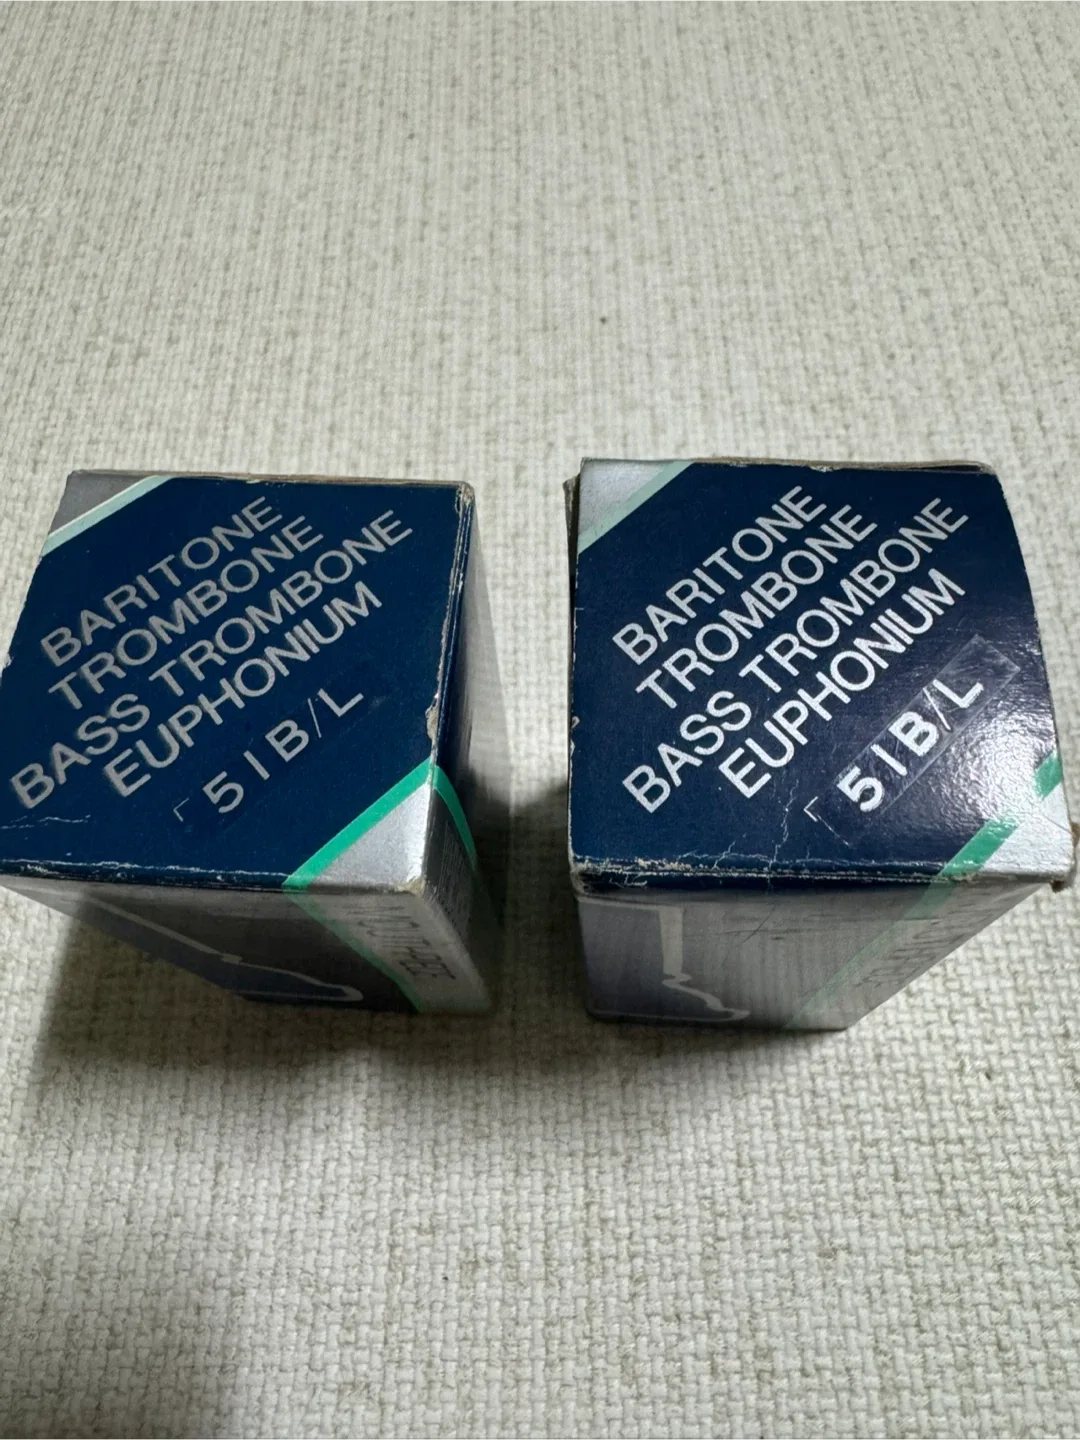 BARITONE
TROMBONE
BASS TROMBONE
EUPHONIUM
51B/L
BARITONE
TROMBONE
BASS TROMBONE
EUPHONIUM
51B/L